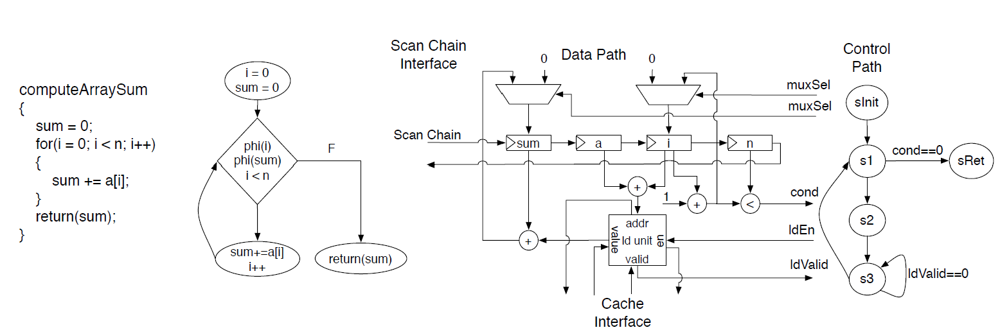 computeArraySum
{
sum = 0;
for(i = 0; i < n; i++)
{
sum += a[i];
}
return(sum);
}
i = 0
sum = 0
phi(i)
phi(sum)
i < n
F
sum+=a[i]
i++
return(sum)
Scan Chain
Interface
Data Path
0
0
muxSel
muxSel
Scan Chain
sum
a
i
n
+
1
+
<
cond
+
addr
value
ld unit
en
valid
ldEn
ldValid
Cache
Interface
Control
Path
sInit
s1
cond==0
sRet
s2
s3
ldValid==0